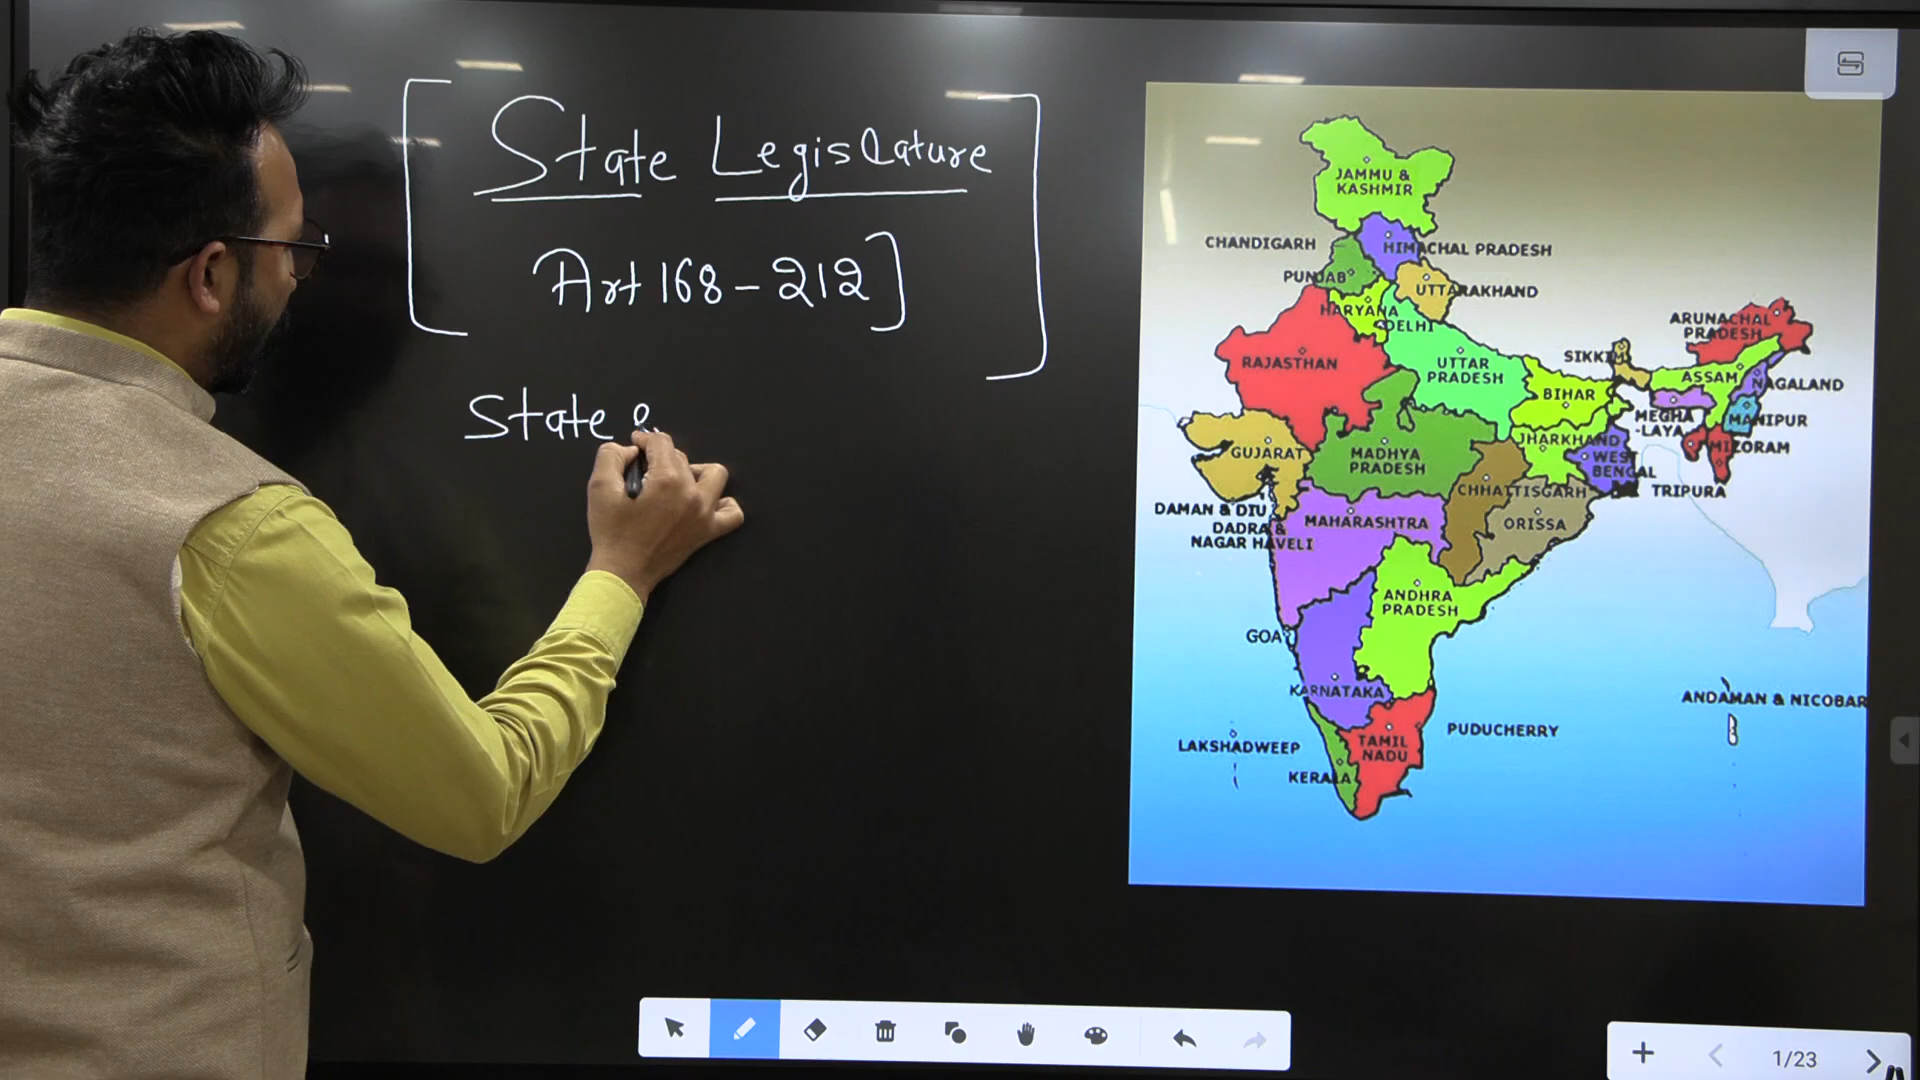 State Legislature
Art 168 - 212]
State
JAMMU &
KASHMIR
CHANDIGARH
HIMACHAL PRADESH
PUNJAB
UTTARAKHAND
HARYANA
DELHI
ARUNACHAL
PRADESH
RAJASTHAN
UTTAR
PRADESH
SIKKIM
ASSAM
NAGALAND
BIHAR
MEGHA
-LAYA
MANIPUR
GUJARAT
MADHYA
PRADESH
JHARKHAND
WEST
BENGAL
MIZORAM
CHHATTISGARH
TRIPURA
DAMAN & DIU
DADRA &
NAGAR HAVELI
MAHARASHTRA
ORISSA
ANDHRA
PRADESH
GOA
KARNATAKA
ANDAMAN & NICOBAR
LAKSHADWEEP
TAMIL
NADU
PUDUCHERRY
KERALA
1/23